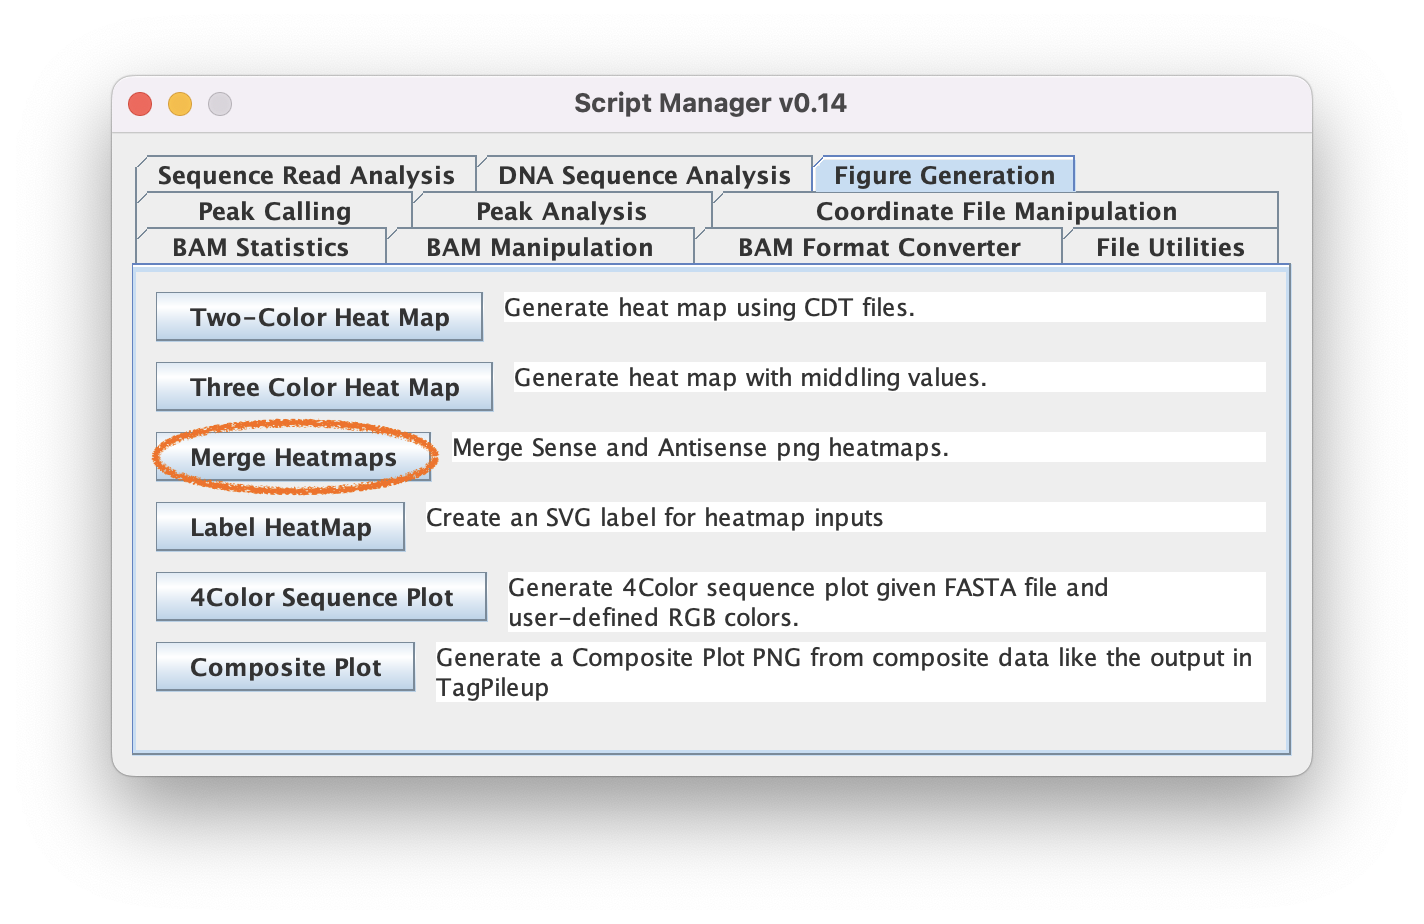 Script Manager v0.14
Sequence Read Analysis
DNA Sequence Analysis
Figure Generation
Peak Calling
Peak Analysis
Coordinate File Manipulation
BAM Statistics
BAM Manipulation
BAM Format Converter
File Utilities
Two-Color Heat Map
Generate heat map using CDT files.
Three Color Heat Map
Generate heat map with middling values.
Merge Heatmaps
Merge Sense and Antisense png heatmaps.
Label HeatMap
Create an SVG label for heatmap inputs
4Color Sequence Plot
Generate 4Color sequence plot given FASTA file and
user-defined RGB colors.
Composite Plot
Generate a Composite Plot PNG from composite data like the output in
TagPileup